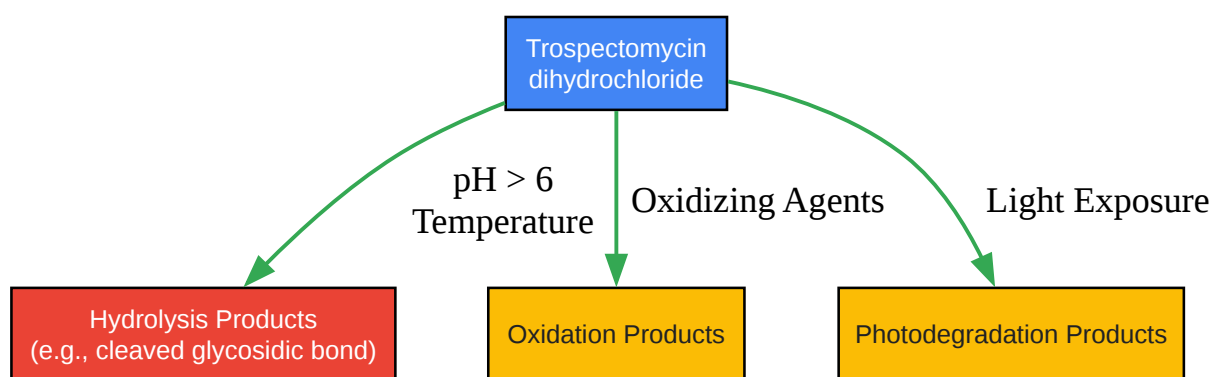 Trospectomycin
dihydrochloride
pH > 6
Temperature
Oxidizing Agents
Light Exposure
Hydrolysis Products
(e.g., cleaved glycosidic bond)
Oxidation Products
Photodegradation Products